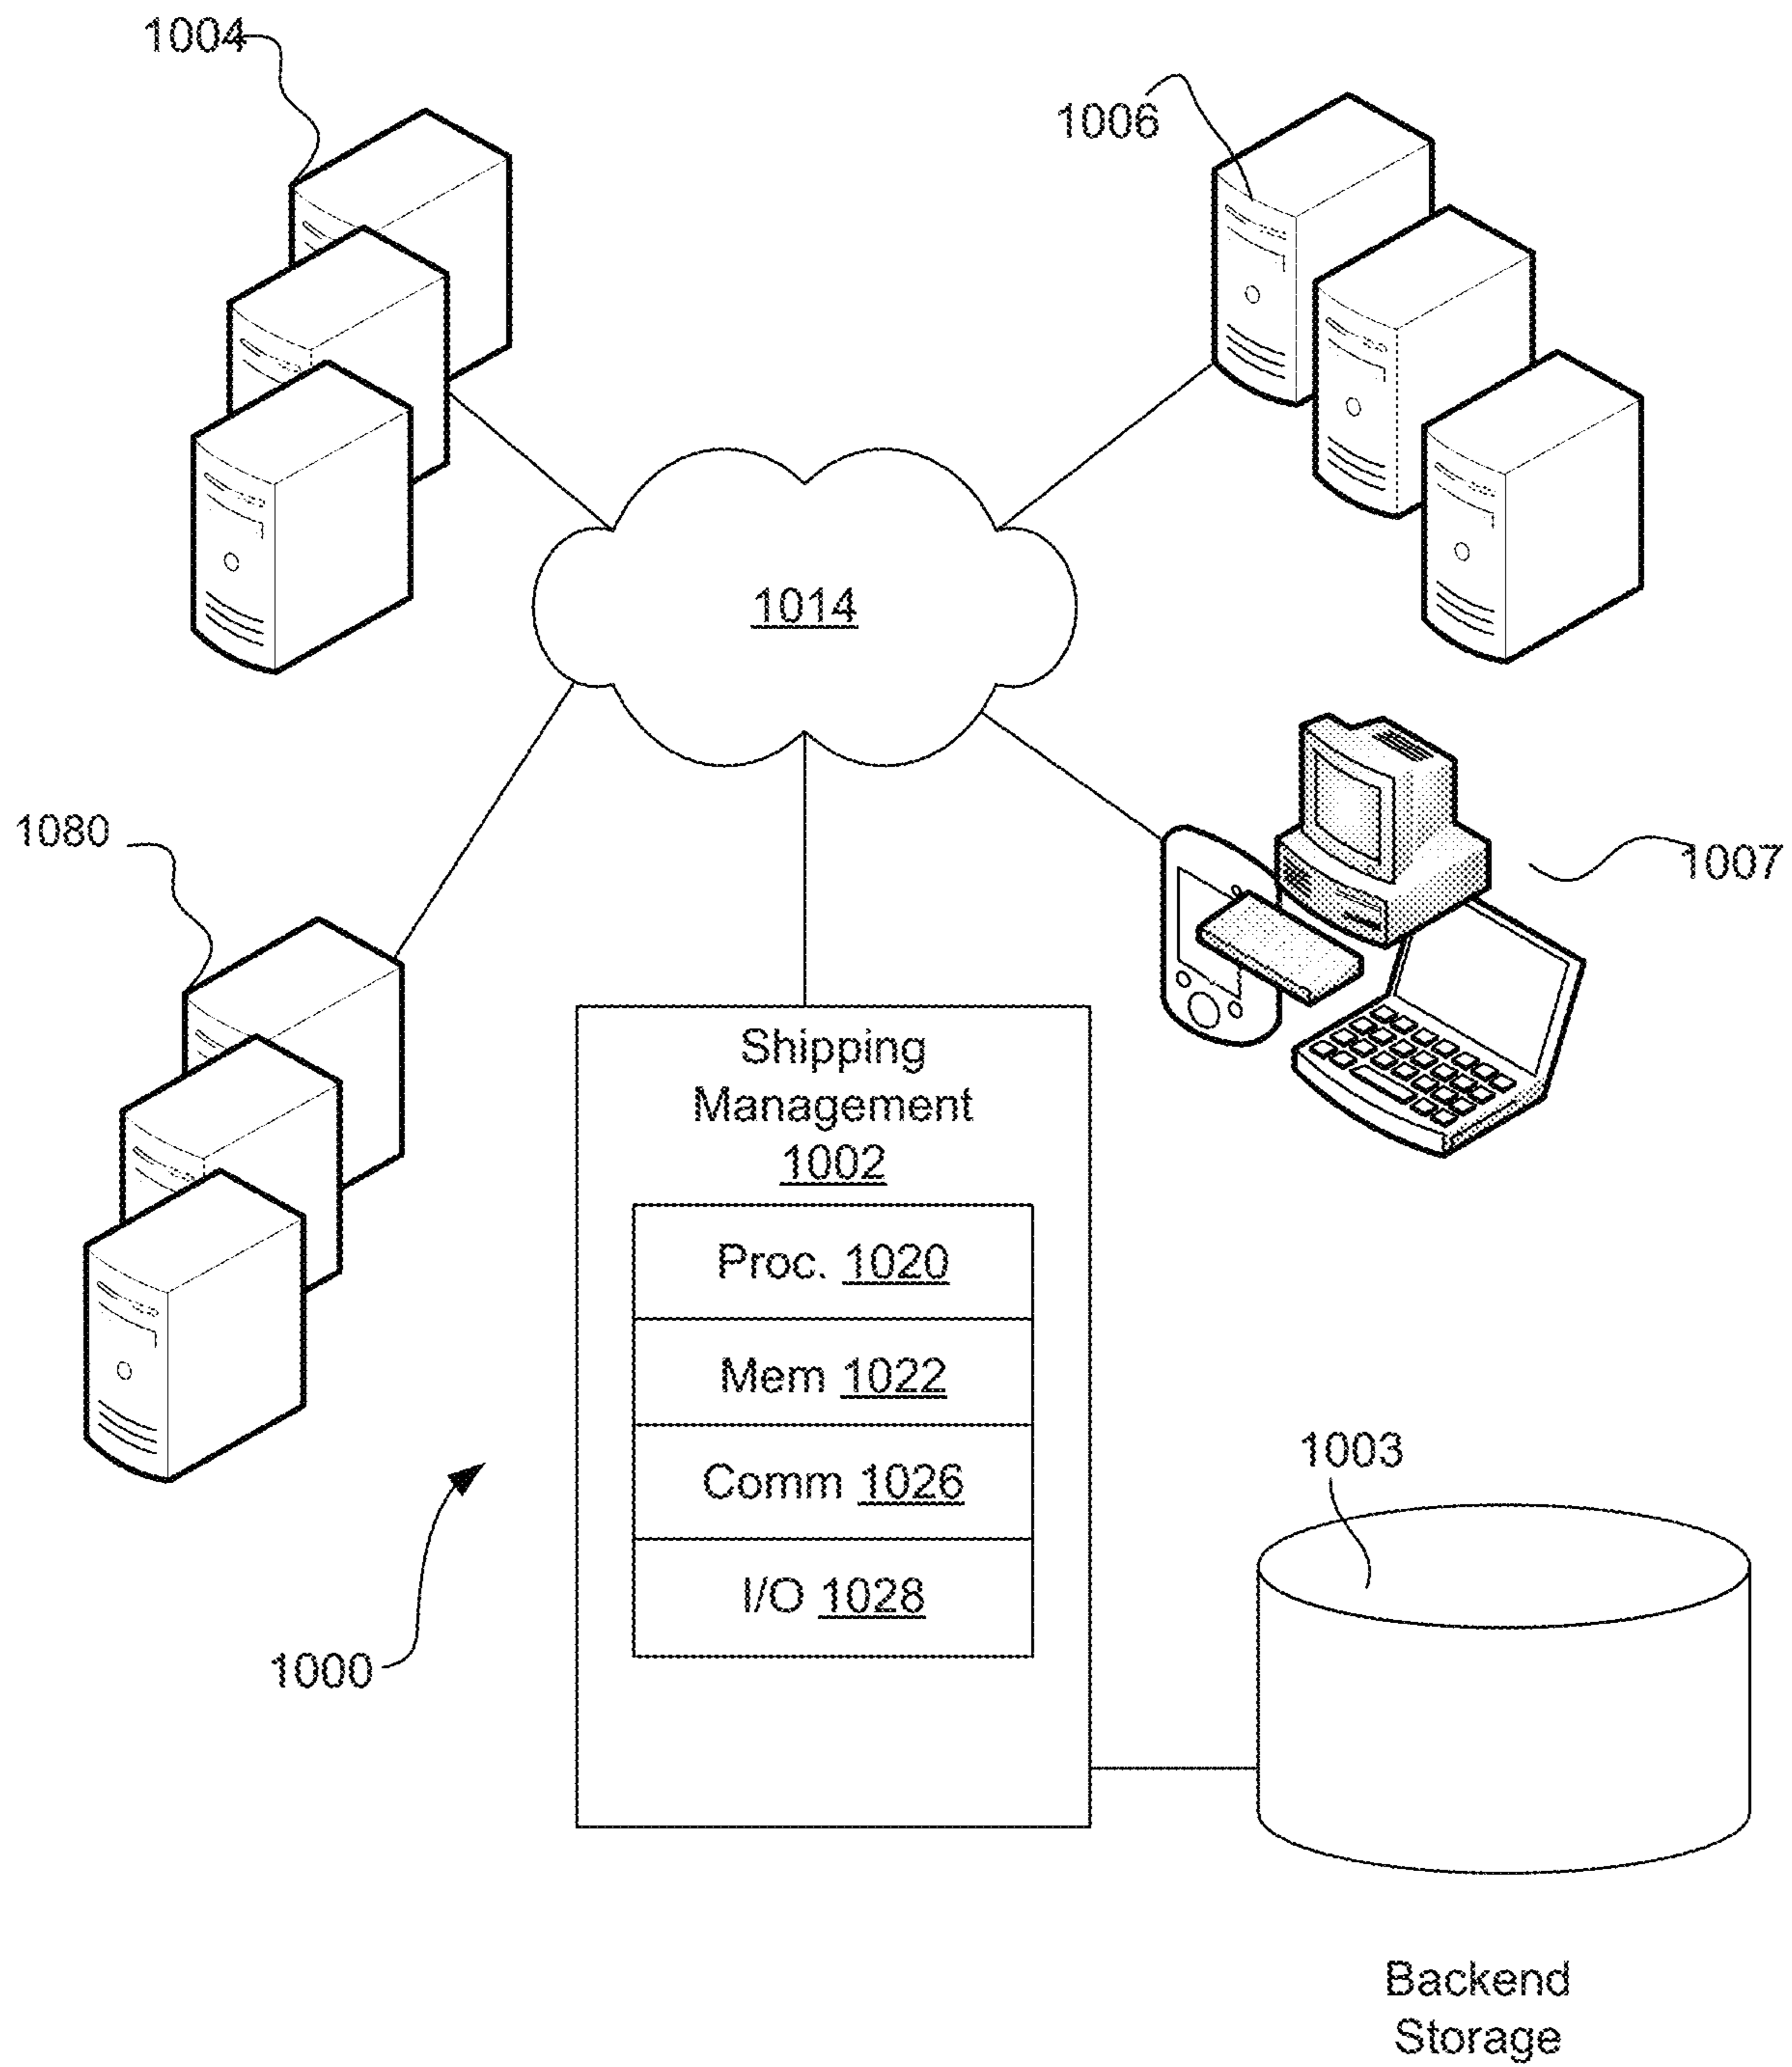 1004
1006
1014
1080
1007
Shipping
Management
1002
Proc. 1020
Mem 1022
Comm 1026
I/O 1028
1003
1000
Backend
Storage